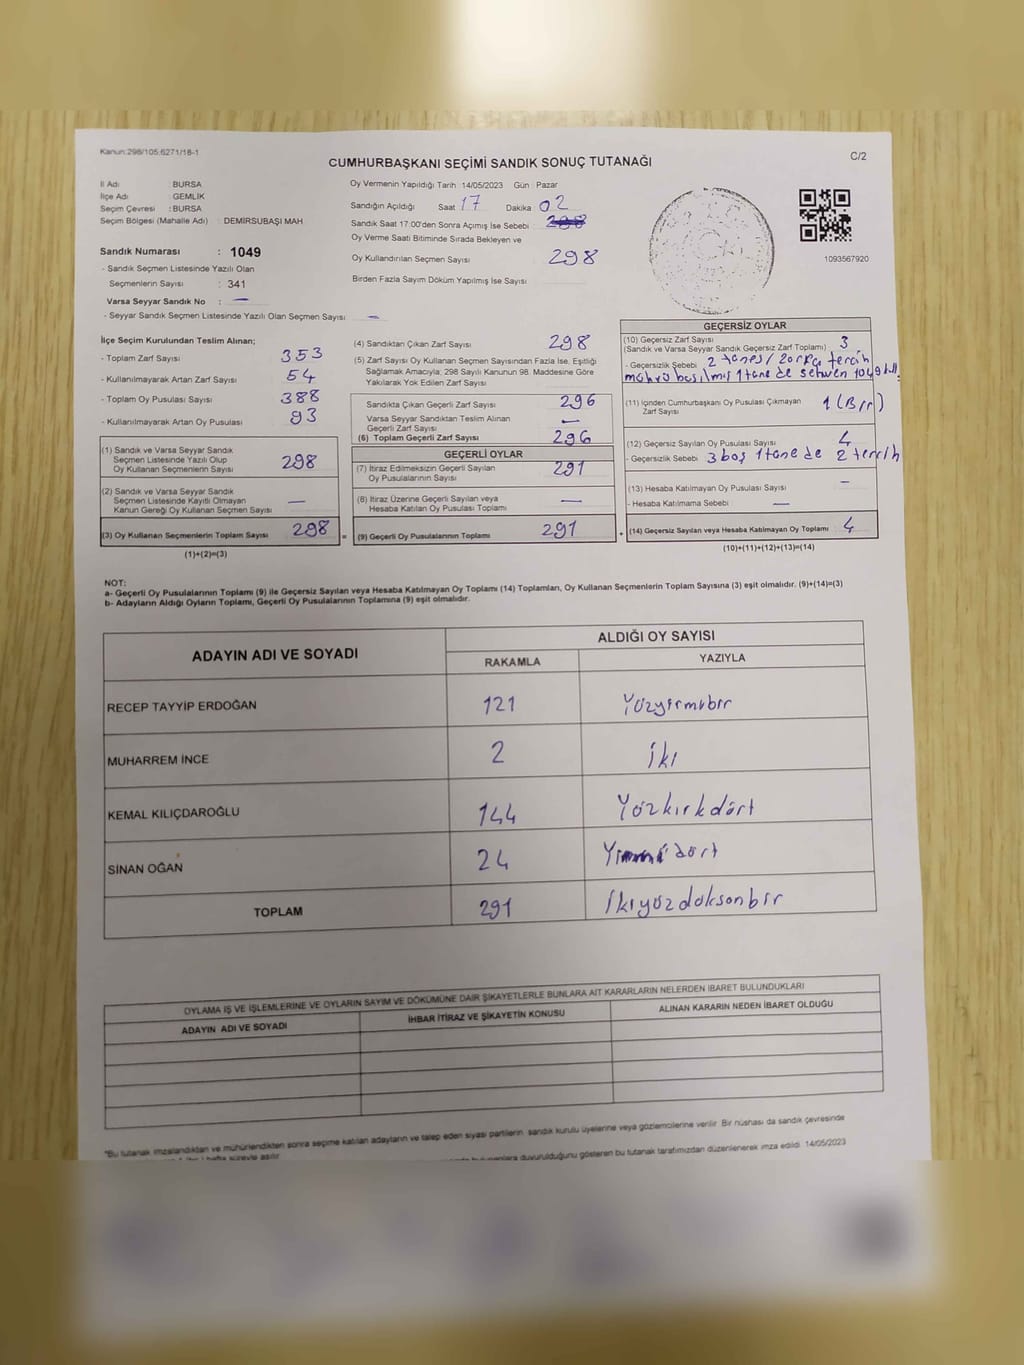 Kanun:298/105:6271/18-1
CUMHURBAŞKANI SEÇİMİ SANDIK SONUÇ TUTANAĞI
C/2
İl Adı BURSA
İlçe Adı GEMLİK
Seçim Çevresi : BURSA
Seçim Bölgesi (Mahalle Adı) : DEMİRSUBAŞI MAH
Sandık Numarası : 1049
- Sandık Seçmen Listesinde Yazılı Olan
Seçmenlerin Sayısı : 341
Varsa Seyyar Sandık No : —
- Seyyar Sandık Seçmen Listesinde Yazılı Olan Seçmen Sayısı : —
Oy Vermenin Yapıldığı Tarih : 14/05/2023 Gün : Pazar
Sandığın Açıldığı Saat 17 Dakika 02
Sandık Saat 17:00'den Sonra Açımış İse Sebebi
Oy Verme Saati Bitiminde Sırada Bekleyen ve
Oy Kullandırılan Seçmen Sayısı 298
Birden Fazla Sayım Döküm Yapılmış İse Sayısı
1093567920
İlçe Seçim Kurulundan Teslim Alınan;
- Toplam Zarf Sayısı 353
- Kullanılmayarak Artan Zarf Sayısı 54
- Toplam Oy Pusulası Sayısı 388
- Kullanılmayarak Artan Oy Pusulası 93
(1) Sandık ve Varsa Seyyar Sandık
Seçmen Listesinde Yazılı Olup
Oy Kullanan Seçmenlerin Sayısı 298
(2) Sandık ve Varsa Seyyar Sandık
Seçmen Listesinde Kayıtlı Olmayan
Kanun Gereği Oy Kullanan Seçmen Sayısı —
(3) Oy Kullanan Seçmenlerin Toplam Sayısı 298 =
(1)+(2)=(3)
(4) Sandıktan Çıkan Zarf Sayısı 298
(5) Zarf Sayısı Oy Kullanan Seçmen Sayısından Fazla İse, Eşitliği
Sağlamak Amacıyla; 298 Sayılı Kanunun 98. Maddesine Göre
Yakılarak Yok Edilen Zarf Sayısı
Sandıkta Çıkan Geçerli Zarf Sayısı 296
Varsa Seyyar Sandıktan Teslim Alınan
Geçerli Zarf Sayısı —
(6) Toplam Geçerli Zarf Sayısı 296
GEÇERLİ OYLAR
(7) İtiraz Edilmeksizin Geçerli Sayılan
Oy Pusulalarının Sayısı 291
(8) İtiraz Üzerine Geçerli Sayılan veya
Hesaba Katılan Oy Pusulası Toplamı —
(9) Geçerli Oy Pusulalarının Toplamı 291 +
GEÇERSİZ OYLAR
(10) Geçersiz Zarf Sayısı 3
(Sandık ve Varsa Seyyar Sandık Geçersiz Zarf Toplamı)
- Geçersizlik Sebebi 2 tanesi tercih
mührü basılmış 1 tane de sehven 1049
(11) İçinden Cumhurbaşkanı Oy Pusulası Çıkmayan 1 (Bir)
Zarf Sayısı
(12) Geçersiz Sayılan Oy Pusulası Sayısı 4
- Geçersizlik Sebebi 3 boş 1 tane de 2 tercih
(13) Hesaba Katılmayan Oy Pusulası Sayısı –
- Hesaba Katılmama Sebebi —
(14) Geçersiz Sayılan veya Hesaba Katılmayan Oy Toplamı 4
(10)+(11)+(12)+(13)=(14)
NOT:
a- Geçerli Oy Pusulalarının Toplamı (9) ile Geçersiz Sayılan veya Hesaba Katılmayan Oy Toplamı (14) Toplamları, Oy Kullanan Seçmenlerin Toplam Sayısına (3) eşit olmalıdır. (9)+(14)=(3)
b- Adayların Aldığı Oyların Toplamı, Geçerli Oy Pusulalarının Toplamına (9) eşit olmalıdır.
ADAYIN ADI VE SOYADI
ALDIĞI OY SAYISI
RAKAMLA YAZIYLA
RECEP TAYYİP ERDOĞAN 121 Yüzyirmibir
MUHARREM İNCE 2 İki
KEMAL KILIÇDAROĞLU 144 Yüzkırkdört
SİNAN OĞAN 24 Yirmidört
TOPLAM 291 İkiyüzdoksanbir
OYLAMA İŞ VE İŞLEMLERİNE VE OYLARIN SAYIM VE DÖKÜMÜNE DAİR ŞİKAYETLERLE BUNLARA AİT KARARLARIN NELERDEN İBARET BULUNDUKLARI
ADAYIN ADI VE SOYADI İHBAR İTİRAZ VE ŞİKAYETİN KONUSU ALINAN KARARIN NEDEN İBARET OLDUĞU
*Bu tutanak imzalandıktan ve mühürlendikten sonra seçime katılan adayların ve talep eden siyasi partilerin sandık kurulu üyelerine veya gözlemcilerine verilir. Bir nüshası da sandık çevresinde
hafta süreyle asılır. duyurulduğunu gösteren bu tutanak tarafımızdan düzenlenerek imza edildi. 14/05/2023